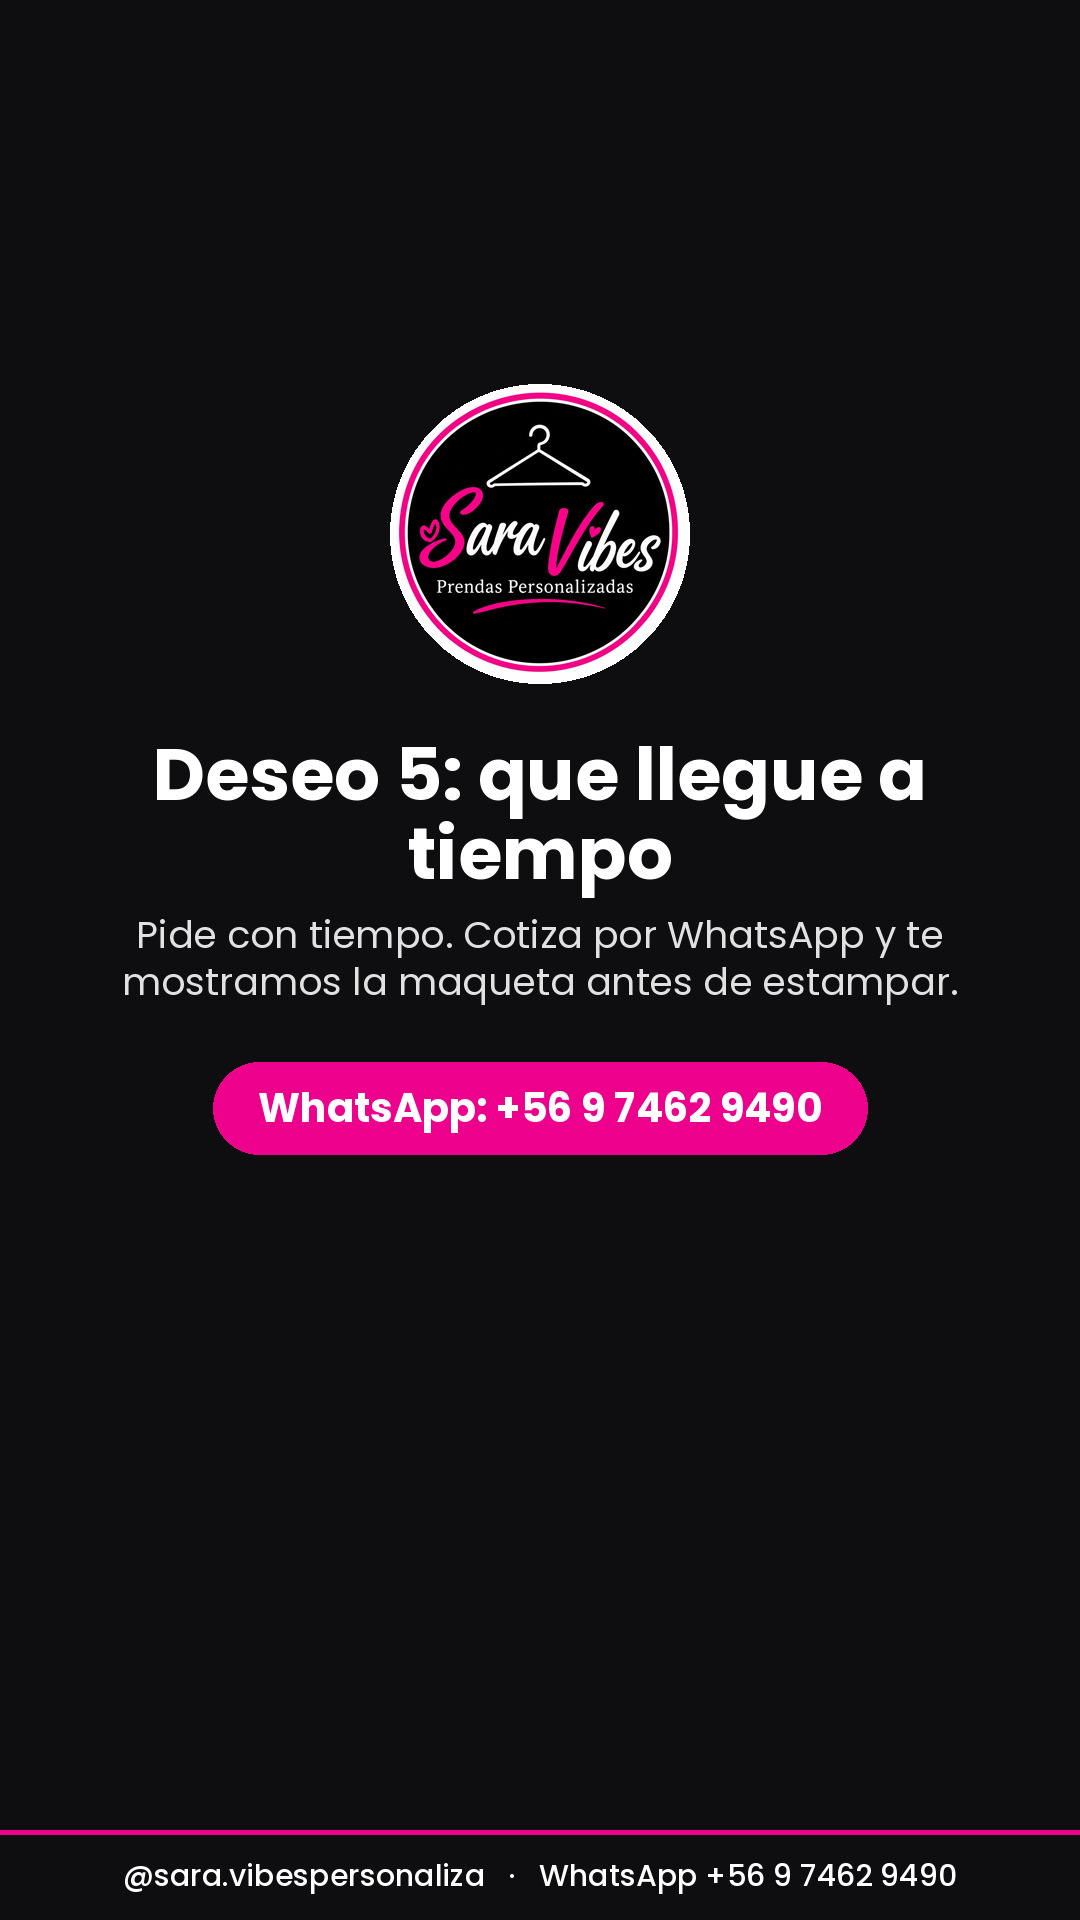 Sara Vibes
Prendas Personalizadas
Deseo 5: que llegue a
tiempo
Pide con tiempo. Cotiza por WhatsApp y te
mostramos la maqueta antes de estampar.
WhatsApp: +56 9 7462 9490
@sara.vibespersonaliza · WhatsApp +56 9 7462 9490